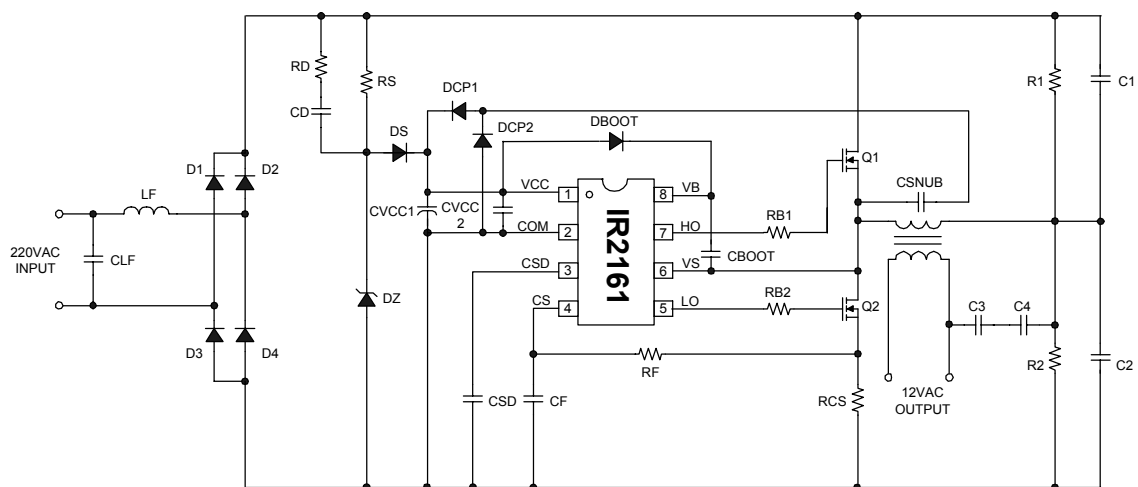 RD
RS
R1
C1
CD
DCP1
DCP2
DBOOT
DS
Q1
CSNUB
D1
D2
LF
VCC
1
8
VB
CVCC1
CVCC
2
IR2161
220VAC
INPUT
CLF
COM
2
7
HO
RB1
CSD
3
6
VS
CBOOT
CS
4
5
LO
RB2
Q2
DZ
C3
C4
D3
D4
RF
R2
C2
CSD
CF
RCS
12VAC
OUTPUT